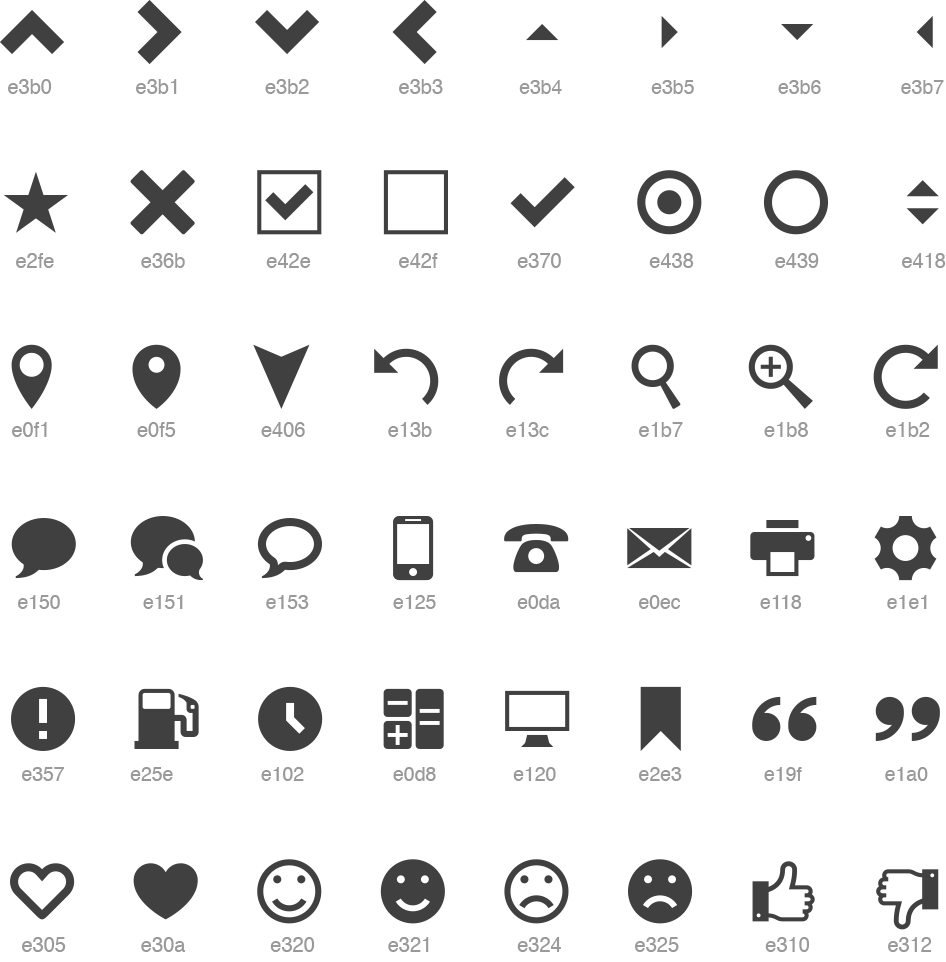 e3b0 e3b1 e3b2 e3b3 e3b4 e3b5 e3b6 e3b7
e2fe e36b e42e e42f e370 e438 e439 e418
e0f1 e0f5 e406 e13b e13c e1b7 e1b8 e1b2
e150 e151 e153 e125 e0da e0ec e118 e1e1
e357 e25e e102 e0d8 e120 e2e3 e19f e1a0
e305 e30a e320 e321 e324 e325 e310 e312